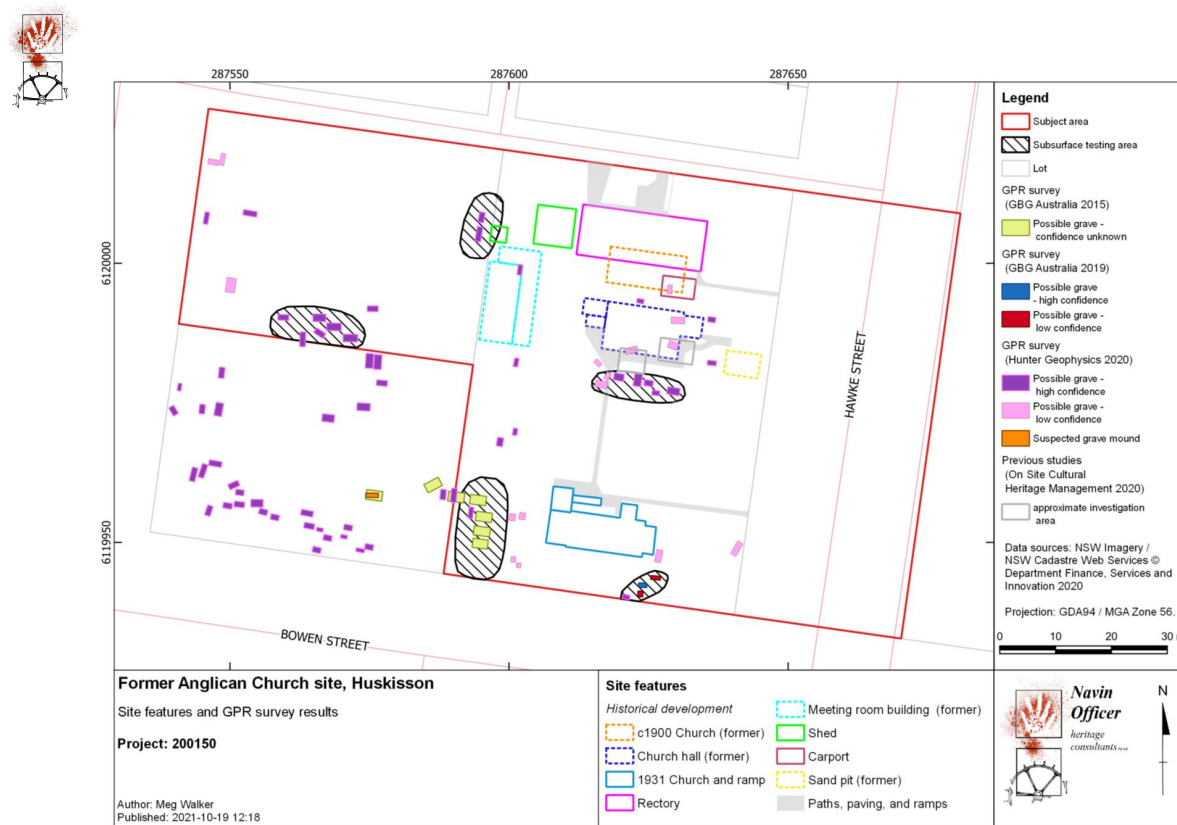 287550
287600
287650
6120000
6119950
HAWKE STREET
BOWEN STREET
Legend
Subject area
Subsurface testing area
Lot
GPR survey
(GBG Australia 2015)
Possible grave -
confidence unknown
GPR survey
(GBG Australia 2019)
Possible grave
- high confidence
Possible grave -
low confidence
GPR survey
(Hunter Geophysics 2020)
Possible grave -
high confidence
Possible grave -
low confidence
Suspected grave mound
Previous studies
(On Site Cultural
Heritage Management 2020)
approximate investigation
area
Data sources: NSW Imagery /
NSW Cadastre Web Services ©
Department Finance, Services and
Innovation 2020
Projection: GDA94 / MGA Zone 56.
0 10 20 30
Former Anglican Church site, Huskisson
Site features and GPR survey results
Project: 200150
Author: Meg Walker
Published: 2021-10-19 12:18
Site features
Historical development
c1900 Church (former)
Church hall (former)
1931 Church and ramp
Rectory
Meeting room building (former)
Shed
Carport
Sand pit (former)
Paths, paving, and ramps
Navin
Officer
heritage
consultants
N